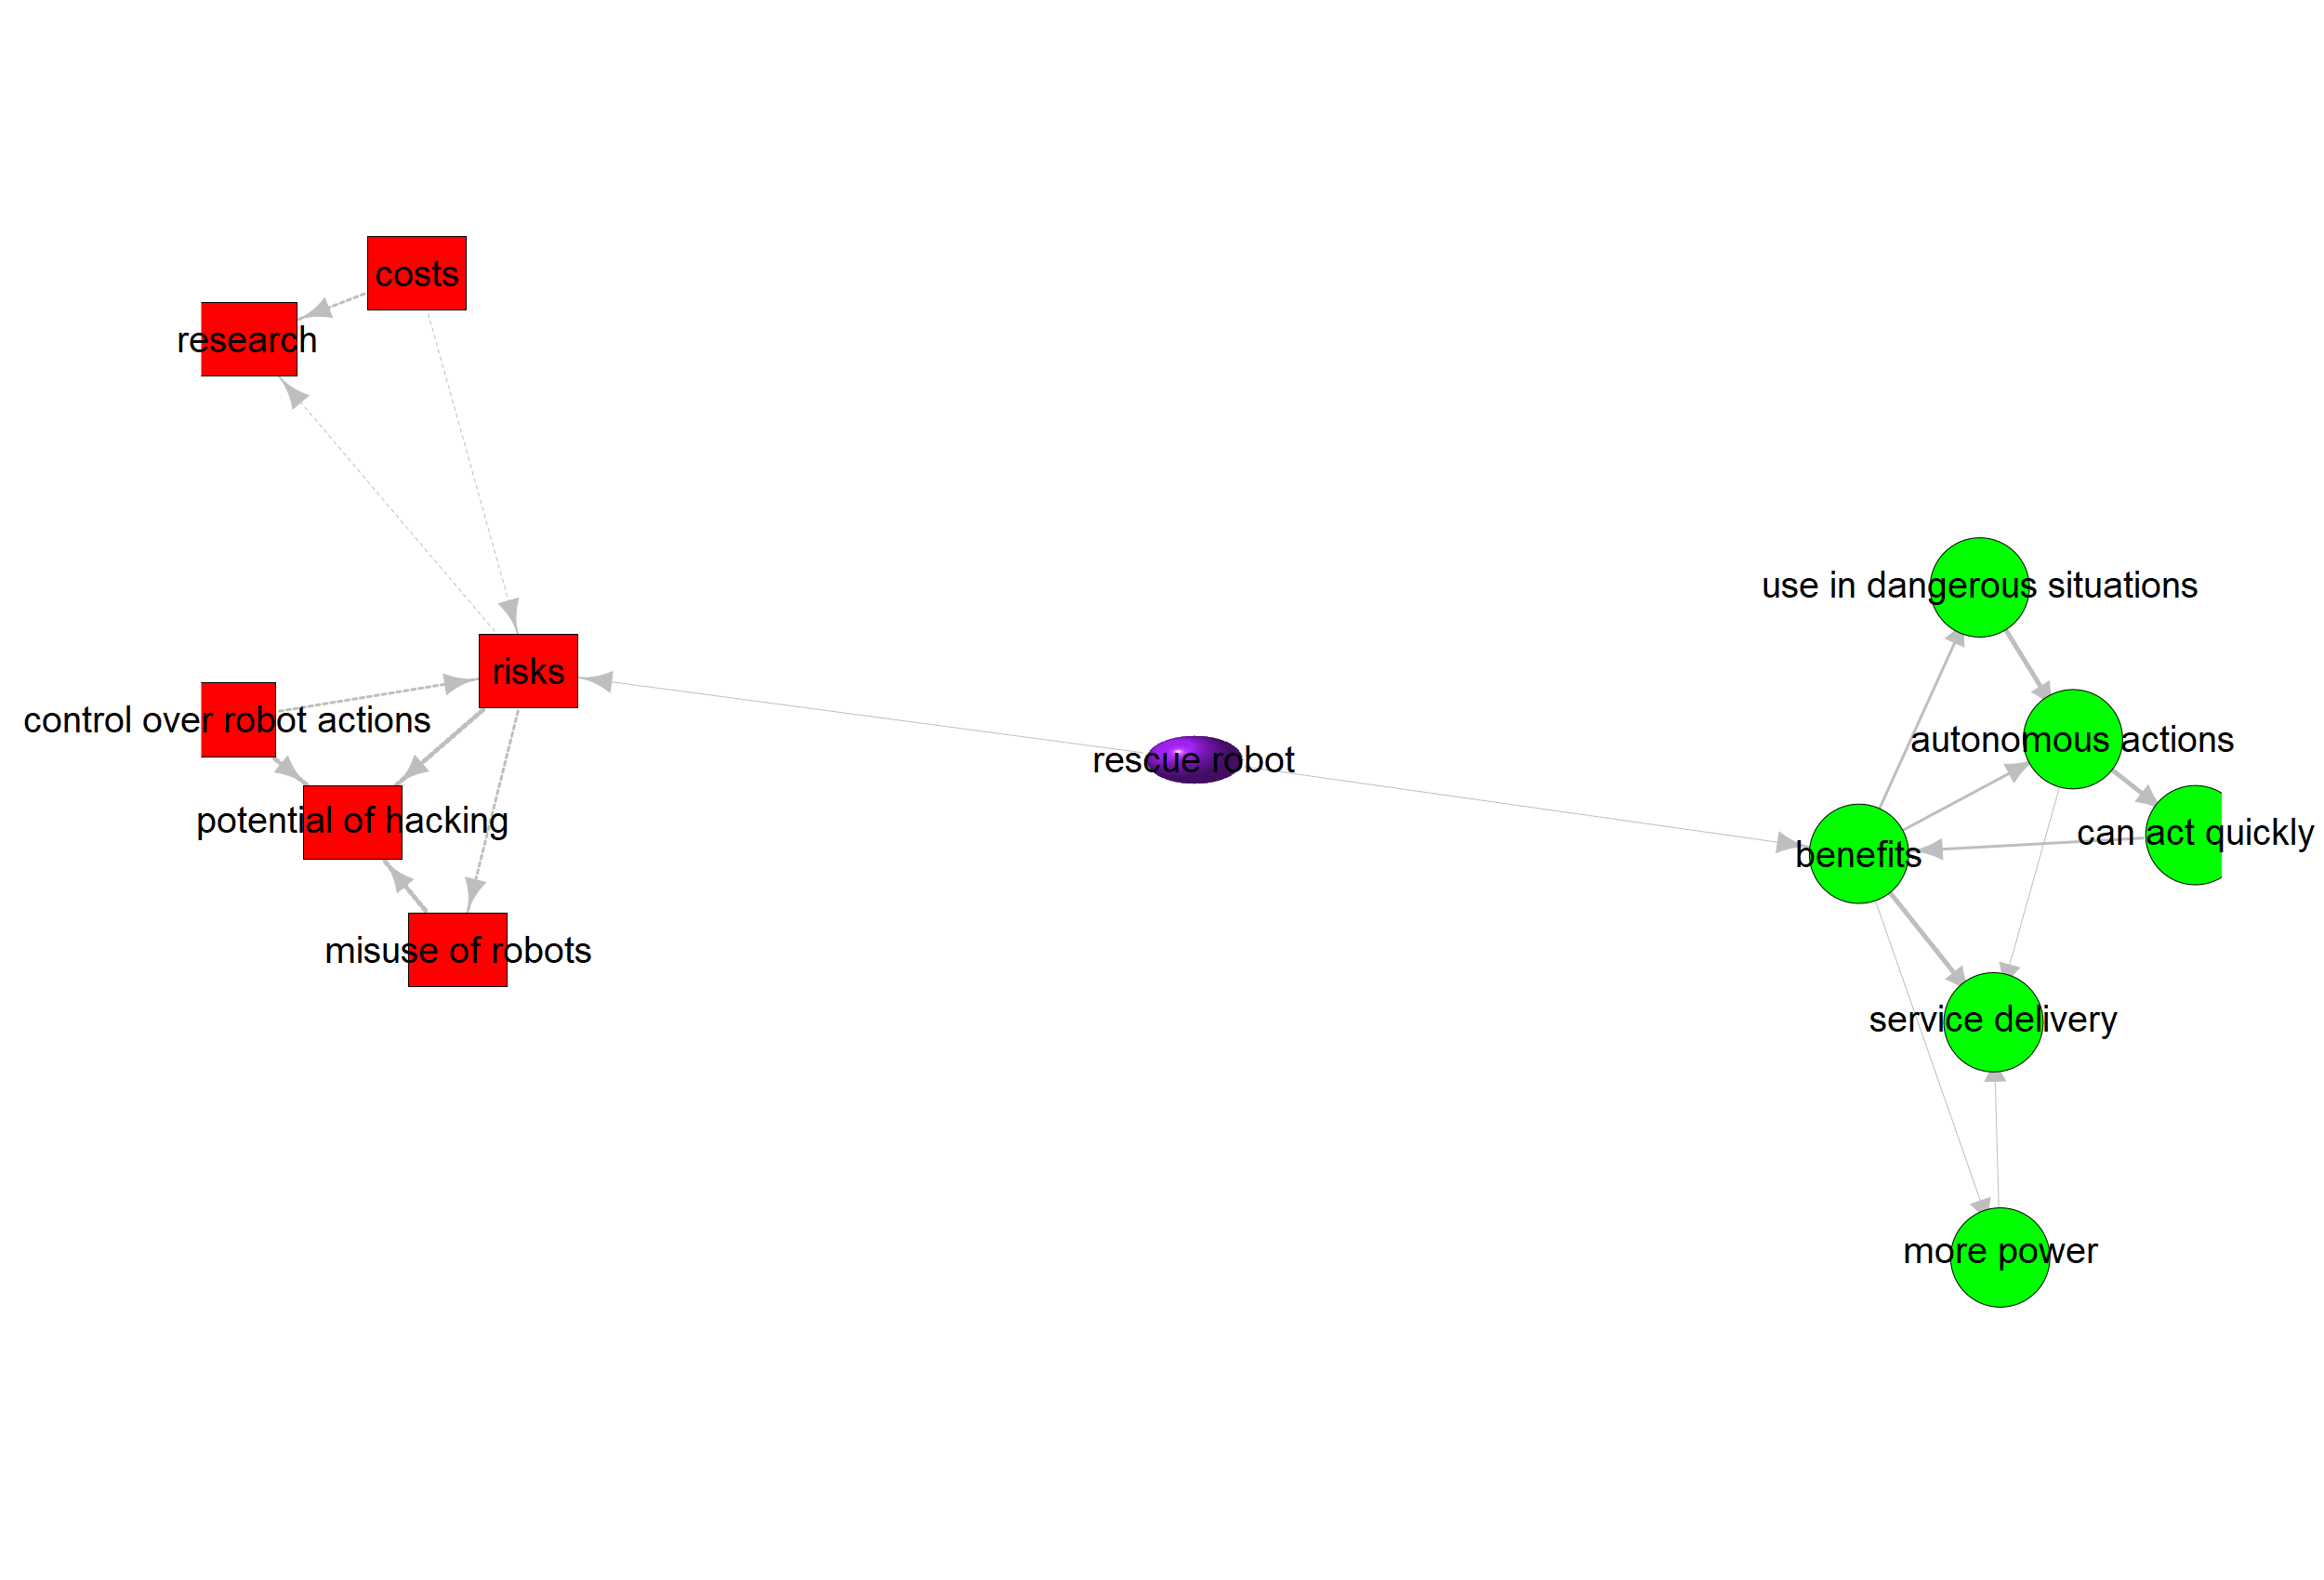 costs
research
use in dangerous situations
risks
control over robot actions
autonomous actions
rescue robot
potential of hacking
can act quickly
benefits
misuse of robots
service delivery
more power